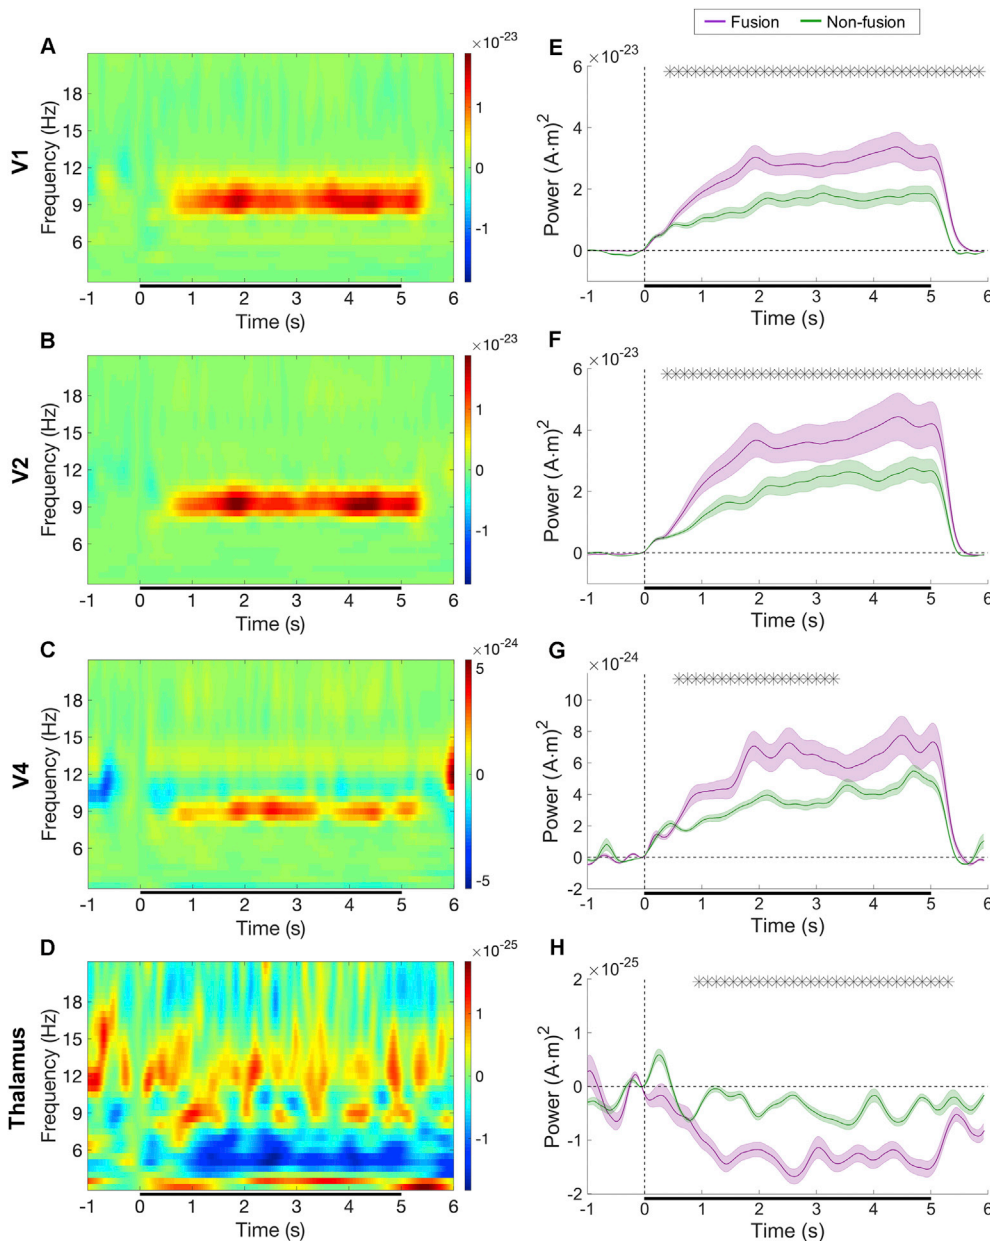 Fusion Non-fusion
A
×10-23
V1
Frequency (Hz)
18
15
12
9
6
1
0
-1
-1 0 1 2 3 4 5 6
Time (s)
E
×10-23
Power (A·m)2
6
4
2
0
-1 0 1 2 3 4 5 6
Time (s)
B
×10-23
V2
Frequency (Hz)
18
15
12
9
6
1
0
-1
-1 0 1 2 3 4 5 6
Time (s)
F
×10-23
Power (A·m)2
6
4
2
0
-1 0 1 2 3 4 5 6
Time (s)
C
×10-24
V4
Frequency (Hz)
18
15
12
9
6
5
0
-5
-1 0 1 2 3 4 5 6
Time (s)
G
×10-24
Power (A·m)2
10
8
6
4
2
0
-2
-1 0 1 2 3 4 5 6
Time (s)
D
×10-25
Thalamus
Frequency (Hz)
18
15
12
9
6
1
0
-1
-1 0 1 2 3 4 5 6
Time (s)
H
×10-25
Power (A·m)2
2
1
0
-1
-2
-1 0 1 2 3 4 5 6
Time (s)